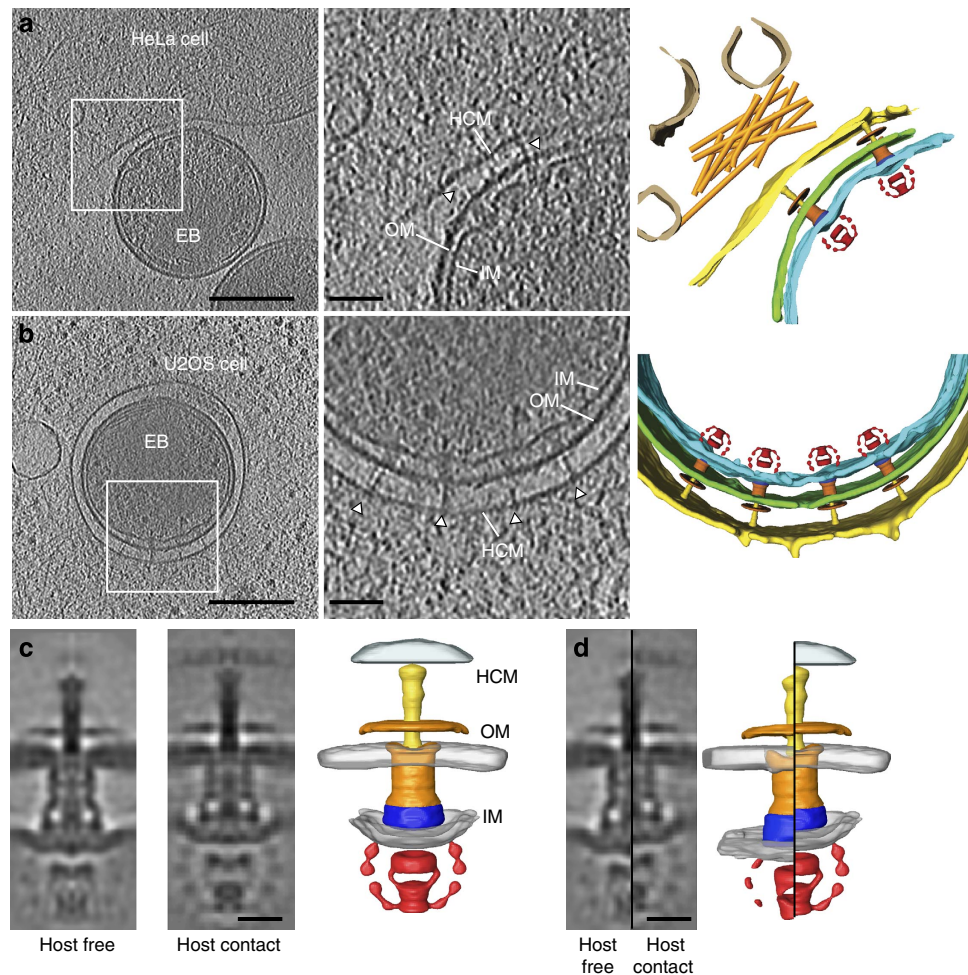 a
HeLa cell
EB
HCM
OM
IM
b
U2OS cell
EB
IM
OM
HCM
c
HCM
OM
IM
Host free
Host contact
d
Host
free
Host
contact